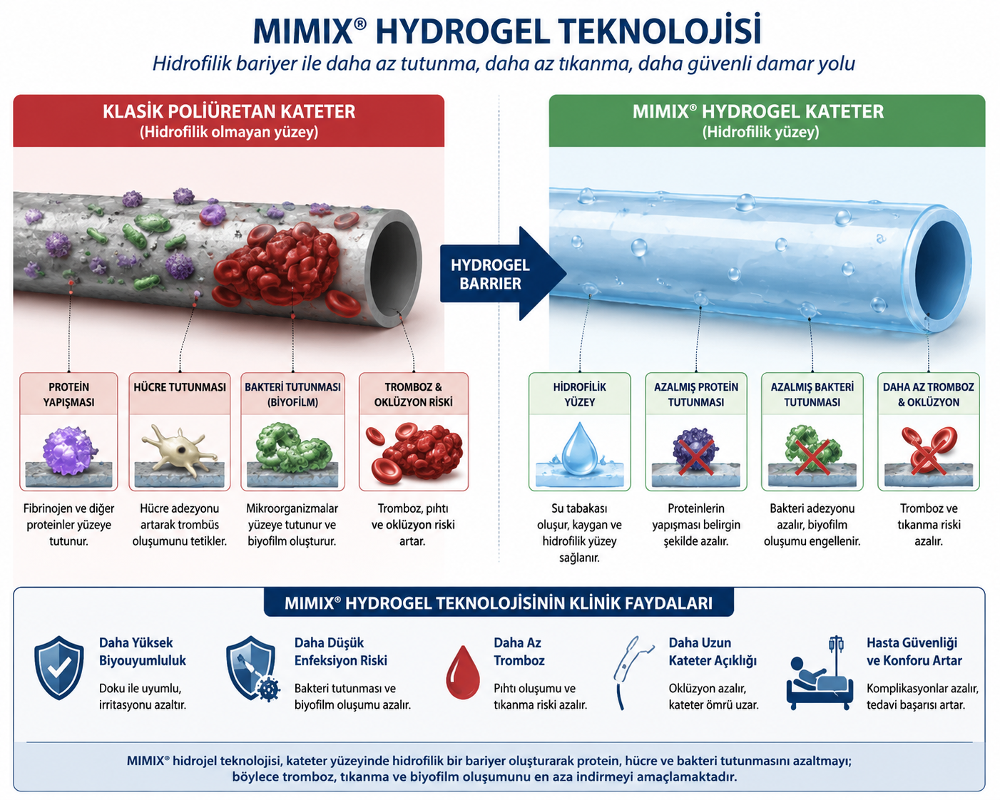 MIMIX® HYDROGEL TEKNOLOJİSİ
Hidrofilik bariyer ile daha az tutunma, daha az tıkanma, daha güvenli damar yolu
KLASİK POLİÜRETAN KATETER
(Hidrofilik olmayan yüzey)
MIMIX® HYDROGEL KATETER
(Hidrofilik yüzey)
HYDROGEL
BARRIER
PROTEİN
YAPIŞMASI
Fibrinojen ve diğer
proteinler yüzeye
tutunur.
HÜCRE TUTUNMASI
Hücre adezyonu
artarak trombüs
oluşumunu tetikler.
BAKTERİ TUTUNMASI
(BİYOFİLM)
Mikroorganizmalar
yüzeye tutunur ve
biyofilm oluşturur.
TROMBOZ &
OKLÜZYON RİSKİ
Tromboz, pıhtı
ve oklüzyon riski
artar.
HİDROFİLİK
YÜZEY
Su tabakası
oluşur, kaygan ve
hidrofilik yüzey
sağlanır.
AZALMIŞ PROTEİN
TUTUNMASI
Proteinlerin
yapışması belirgin
şekilde azalır.
AZALMIŞ BAKTERİ
TUTUNMASI
Bakteri adezyonu
azalır, biyofilm
oluşumu engellenir.
DAHA AZ TROMBOZ
& OKLÜZYON
Tromboz ve
tıkanma riski
azalır.
MIMIX® HYDROGEL TEKNOLOJİSİNİN KLİNİK FAYDALARI
Daha Yüksek
Biyouyumluluk
Doku ile uyumlu,
irritasyonu azaltır.
Daha Düşük
Enfeksiyon Riski
Bakteri tutunması ve
biyofilm oluşumu azalır.
Daha Az
Tromboz
Pıhtı oluşumu ve
tıkanma riski azalır.
Daha Uzun
Kateter Açıklığı
Oklüzyon azalır,
kateter ömrü uzar.
Hasta Güvenliği
ve Konforu Artar
Komplikasyonlar azalır,
tedavi başarısı artar.
MIMIX® hidrojel teknolojisi, kateter yüzeyinde hidrofilik bir bariyer oluşturarak protein, hücre ve bakteri tutunmasını azaltmayı;
böylece tromboz, tıkanma ve biyofilm oluşumunu en aza indirmeyi amaçlamaktadır.